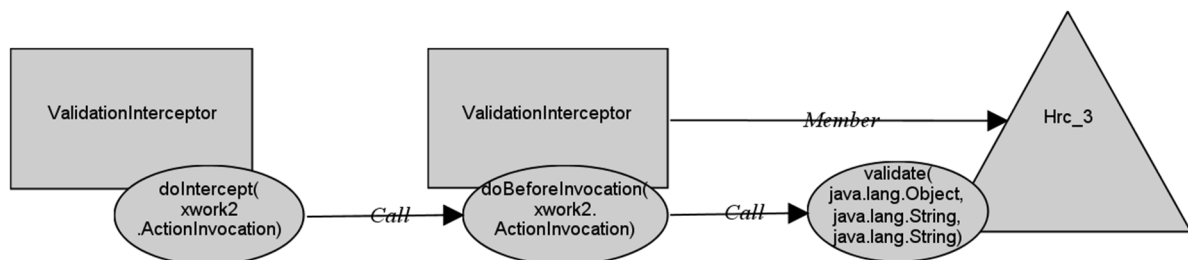 ValidationInterceptor
doIntercept(
xwork2
.ActionInvocation)
Call
ValidationInterceptor
doBeforeInvocation(
xwork2.
ActionInvocation)
Member
Call
Hrc_3
validate(
java.lang.Object,
java.lang.String,
java.lang.String)